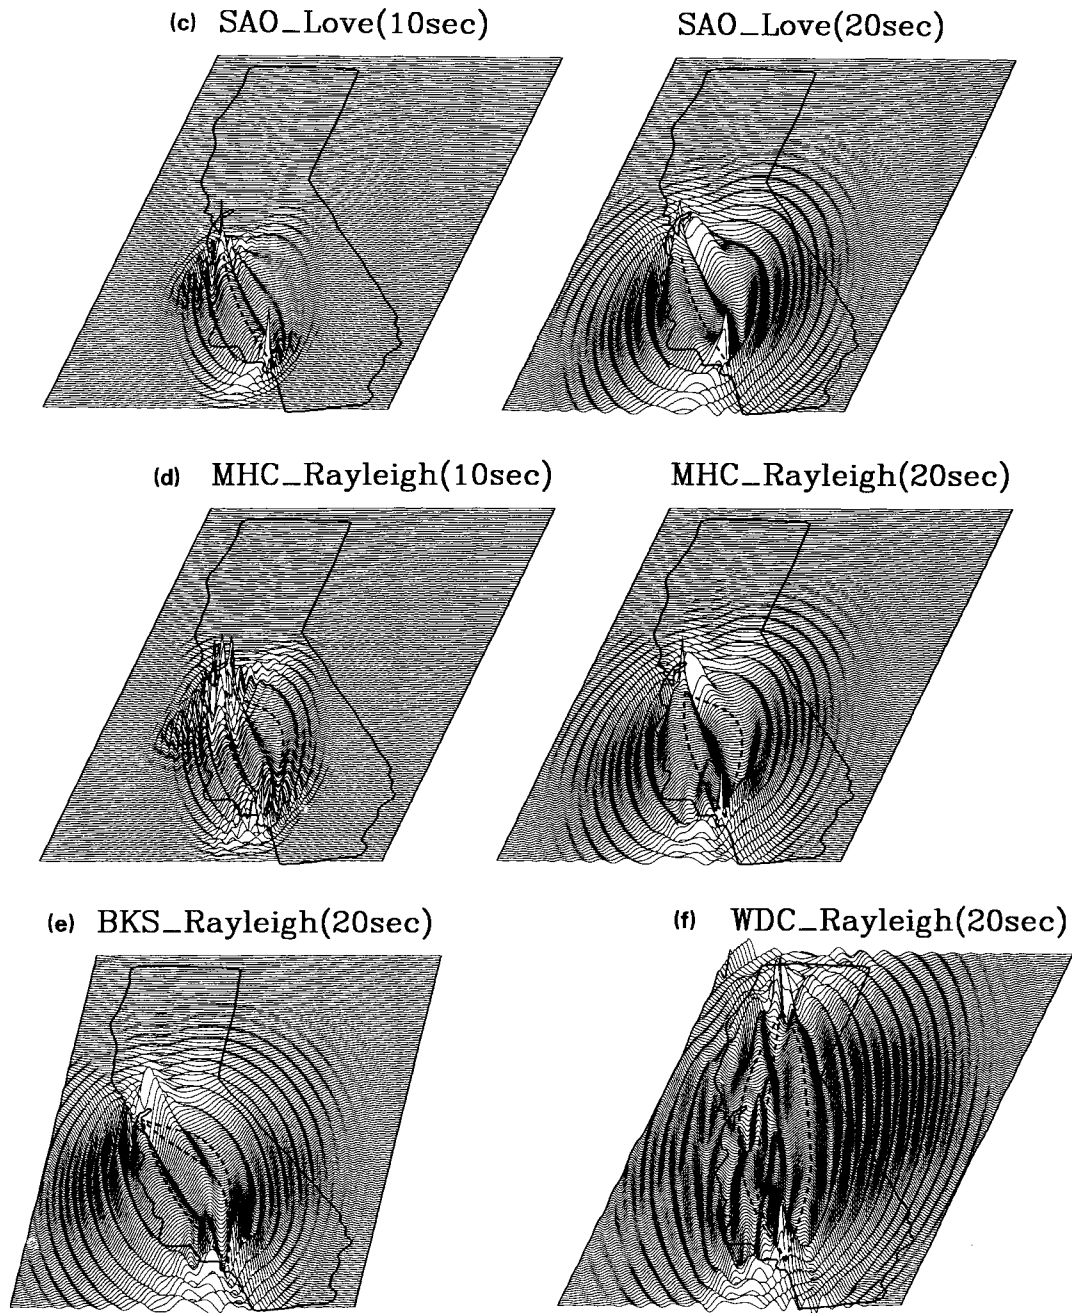 (c) SAO_Love(10sec)
SAO_Love(20sec)
(d) MHC_Rayleigh(10sec)
MHC_Rayleigh(20sec)
(e) BKS_Rayleigh(20sec)
(f) WDC_Rayleigh(20sec)